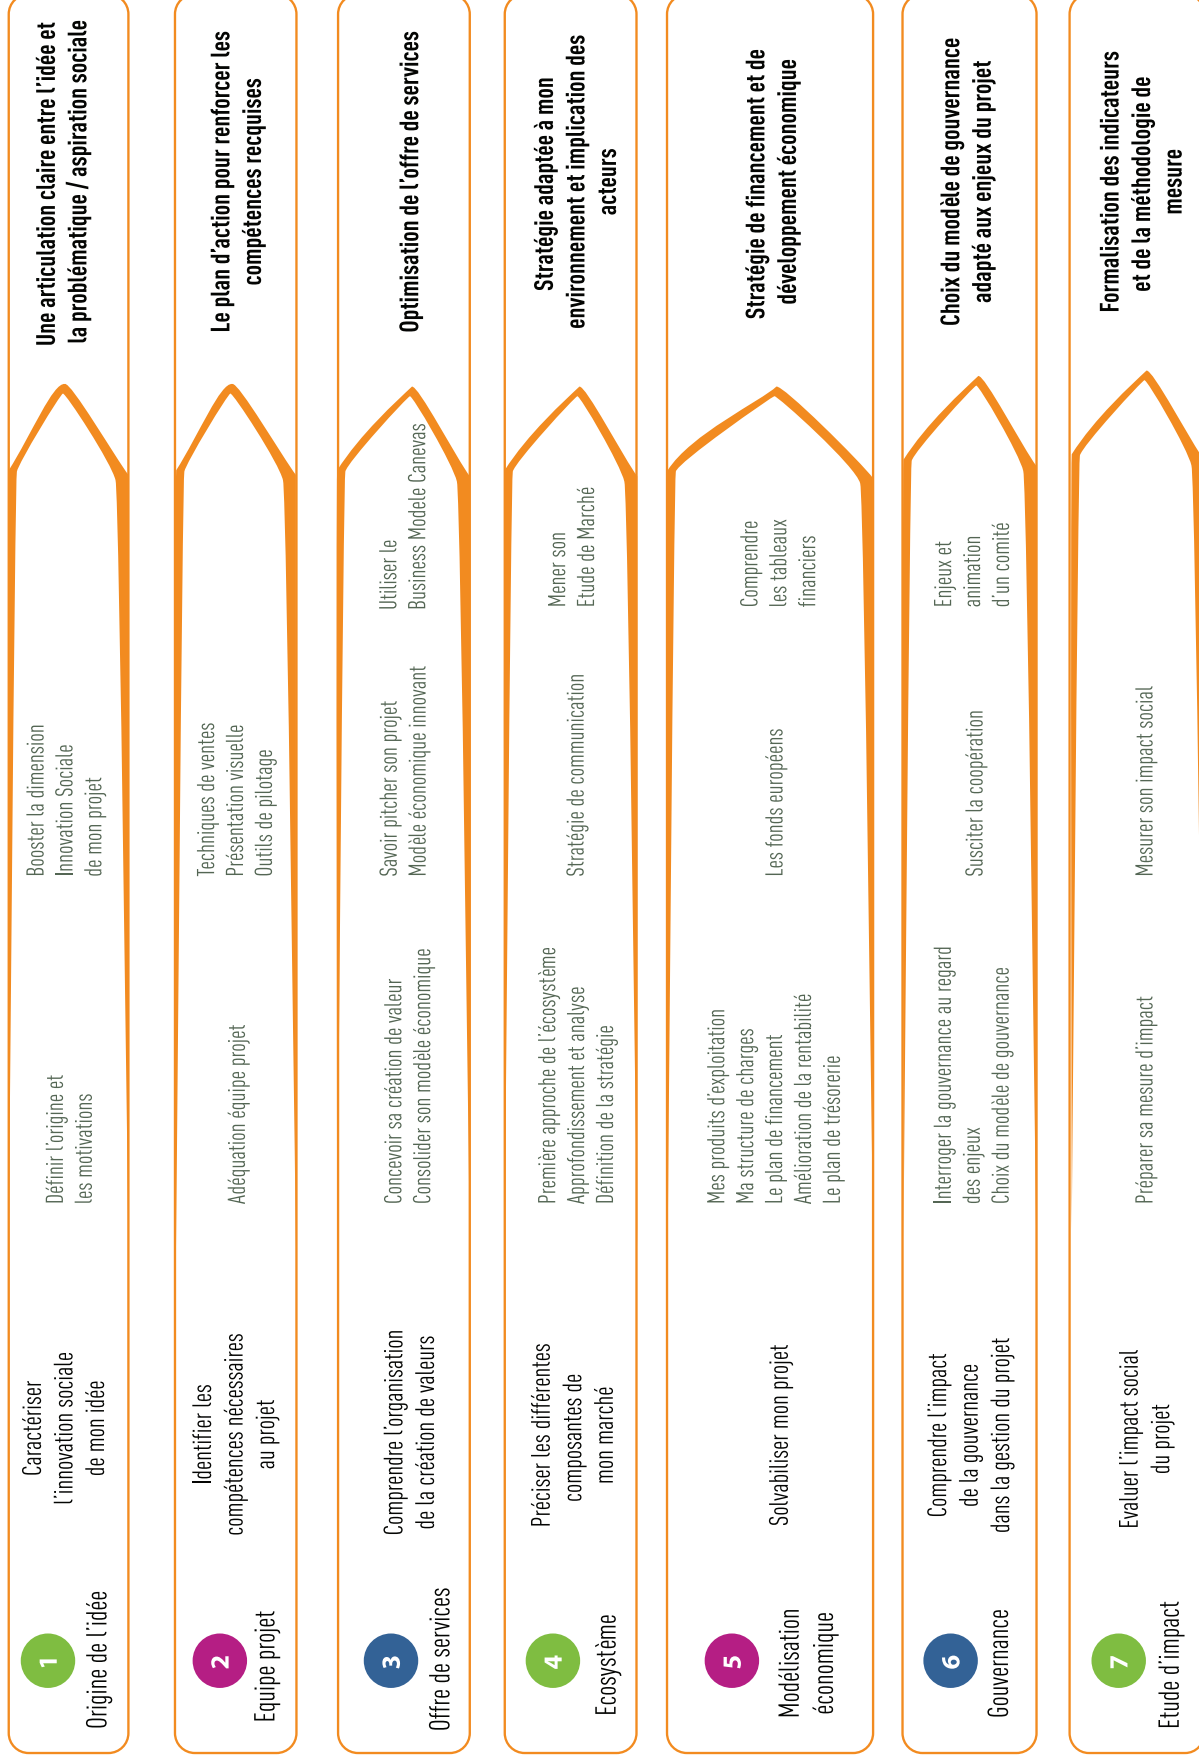 1
Origine de l'idée
Caractériser
l'innovation sociale
de mon idée
Définir l'origine et
les motivations
Booster la dimension
Innovation Sociale
de mon projet
Une articulation claire entre l'idée et
la problématique / aspiration sociale
2
Equipe projet
Identifier les
compétences nécessaires
au projet
Adéquation équipe projet
Techniques de ventes
Présentation visuelle
Outils de pilotage
Le plan d'action pour renforcer les
compétences recquises
3
Offre de services
Comprendre l'organisation
de la création de valeurs
Concevoir sa création de valeur
Consolider son modèle économique
Savoir pitcher son projet
Modèle économique innovant
Utiliser le
Business Modele Canevas
Optimisation de l'offre de services
4
Ecosystème
Préciser les différentes
composantes de
mon marché
Première approche de l'écosystème
Approfondissement et analyse
Définition de la stratégie
Stratégie de communication
Mener son
Etude de Marché
Stratégie adaptée à mon
environnement et implication des
acteurs
5
Modélisation
économique
Solvabiliser mon projet
Mes produits d'exploitation
Ma structure de charges
Le plan de financement
Amélioration de la rentabilité
Le plan de trésorerie
Les fonds européens
Comprendre
les tableaux
financiers
Stratégie de financement et de
développement économique
6
Gouvernance
Comprendre l'impact
de la gouvernance
dans la gestion du projet
Interroger la gouvernance au regard
des enjeux
Choix du modèle de gouvernance
Susciter la coopération
Enjeux et
animation
d'un comité
Choix du modèle de gouvernance
adapté aux enjeux du projet
7
Etude d'impact
Evaluer l'impact social
du projet
Préparer sa mesure d'impact
Mesurer son impact social
Formalisation des indicateurs
et de la méthodologie de
mesure